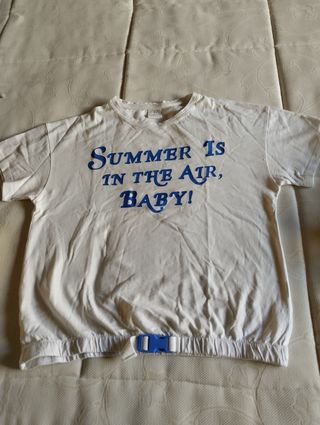 SUMMER IS
IN THE AIR,
BABY!